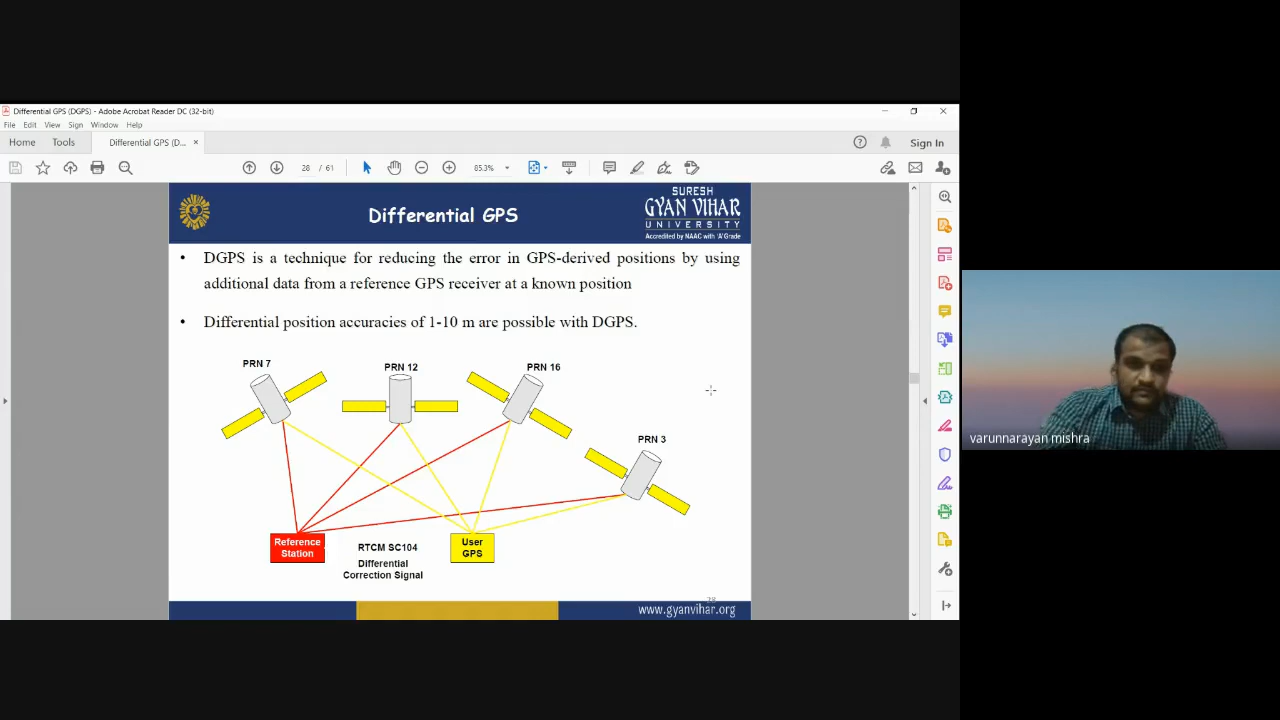 Differential GPS (DGPS) - Adobe Acrobat Reader DC (32-bit)
File Edit View Sign Window Help
Home Tools Differential GPS (D... × Sign In
28 / 61 85.3%
Differential GPS
SURESH
GYAN VIHAR
UNIVERSITY
Accredited by NAAC with 'A' Grade
• DGPS is a technique for reducing the error in GPS-derived positions by using
additional data from a reference GPS receiver at a known position
• Differential position accuracies of 1-10 m are possible with DGPS.
PRN 7
PRN 12
PRN 16
PRN 3
Reference
Station
RTCM SC104
Differential
Correction Signal
User
GPS
28
www.gyanvihar.org
varunnarayan mishra